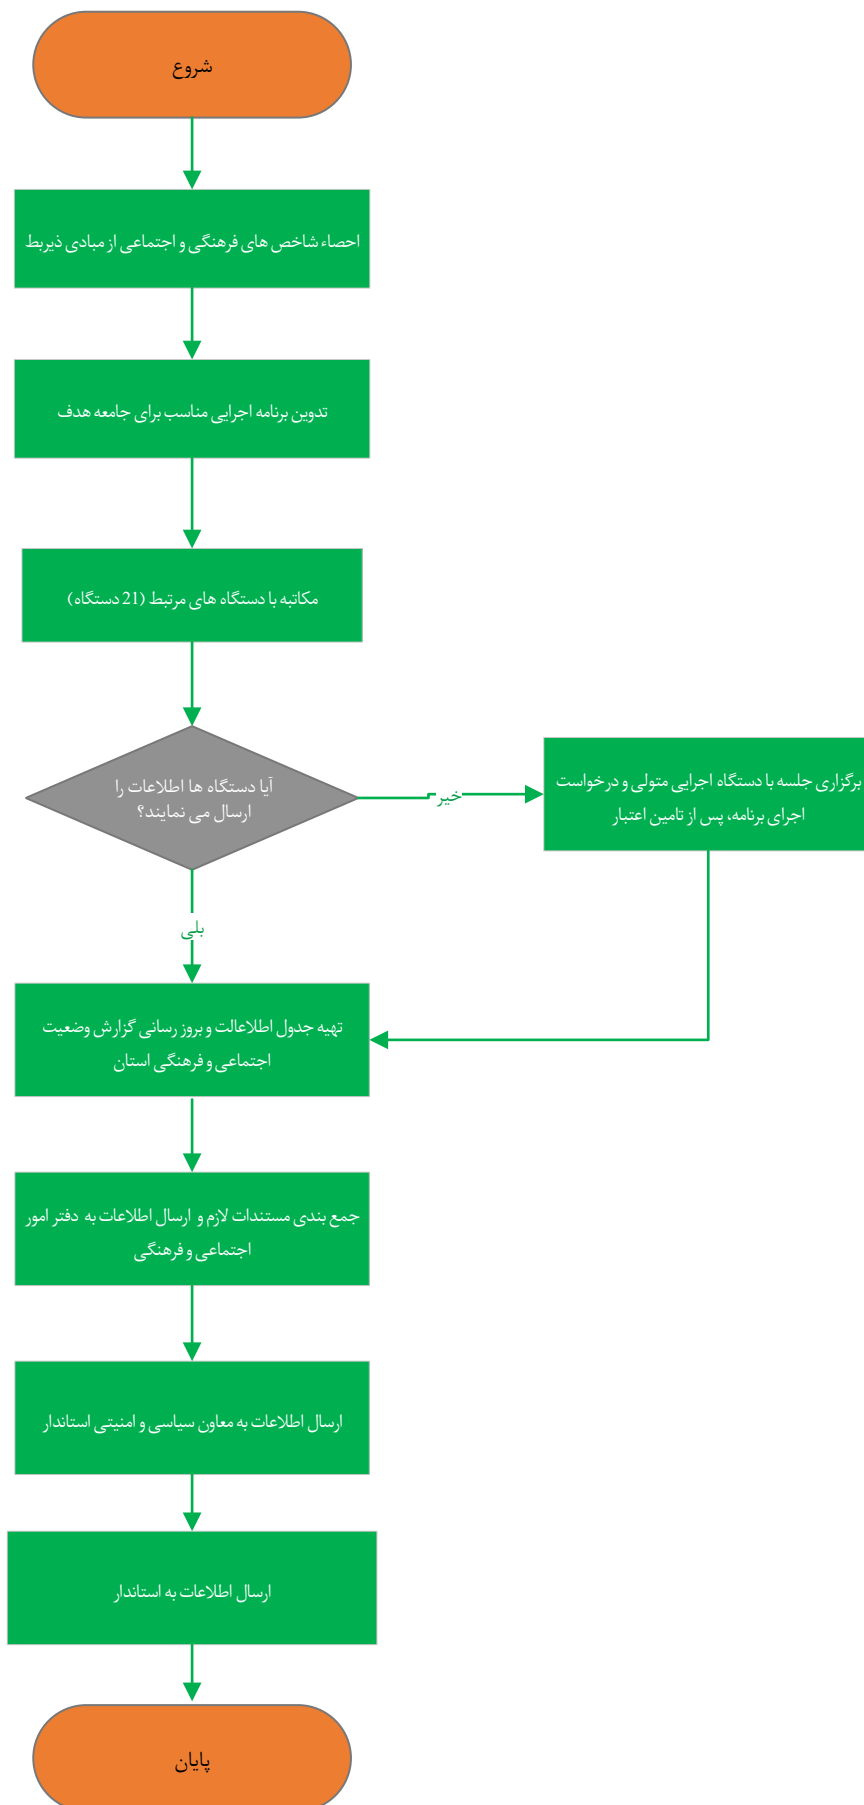 شروع
احصاء شاخص های فرهنگی و اجتماعی از مبادی ذیربط
تدوین برنامه اجرایی مناسب برای جامعه هدف
مکاتبه با دستگاه های مرتبط (21 دستگاه)
آیا دستگاه ها اطلاعات را
ارسال می نمایند؟
خیر
برگزاری جلسه با دستگاه اجرایی متولی و درخواست
اجرای برنامه، پس از تامین اعتبار
بلی
تهیه جدول اطلاعالت و بروز رسانی گزارش وضعیت
اجتماعی و فرهنگی استان
جمع بندی مستندات لازم و ارسال اطلاعات به دفتر امور
اجتماعی و فرهنگی
ارسال اطلاعات به معاون سیاسی و امنیتی استاندار
ارسال اطلاعات به استاندار
پایان